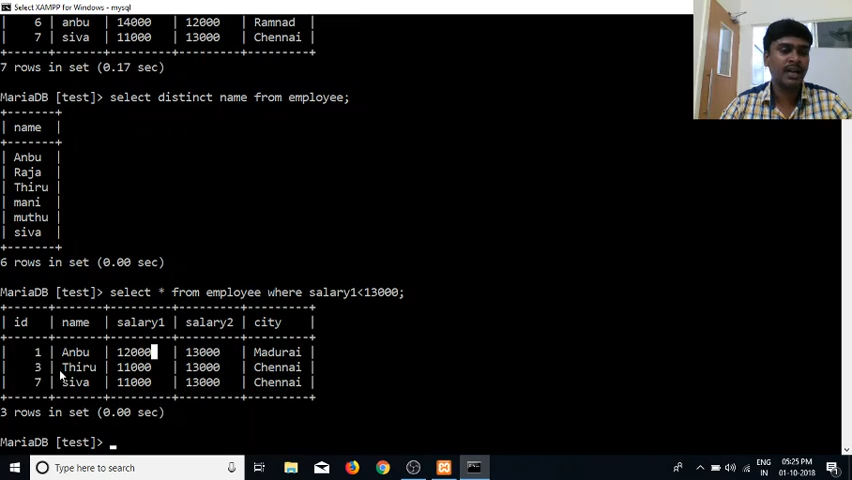 Select XAMPP for Windows - mysql
| 6 | anbu | 14000 | 12000 | Ramnad |
| 7 | siva | 11000 | 13000 | Chennai |
7 rows in set (0.17 sec)
MariaDB [test]> select distinct name from employee;
| name |
| Anbu |
| Raja |
| Thiru |
| mani |
| muthu |
| siva |
6 rows in set (0.00 sec)
MariaDB [test]> select * from employee where salary1<13000;
| id | name | salary1 | salary2 | city |
| 1 | Anbu | 12000 | 13000 | Madurai |
| 3 | Thiru | 11000 | 13000 | Chennai |
| 7 | siva | 11000 | 13000 | Chennai |
3 rows in set (0.00 sec)
MariaDB [test]> _
Type here to search
ENG 05:25 PM
IN 01-10-2018